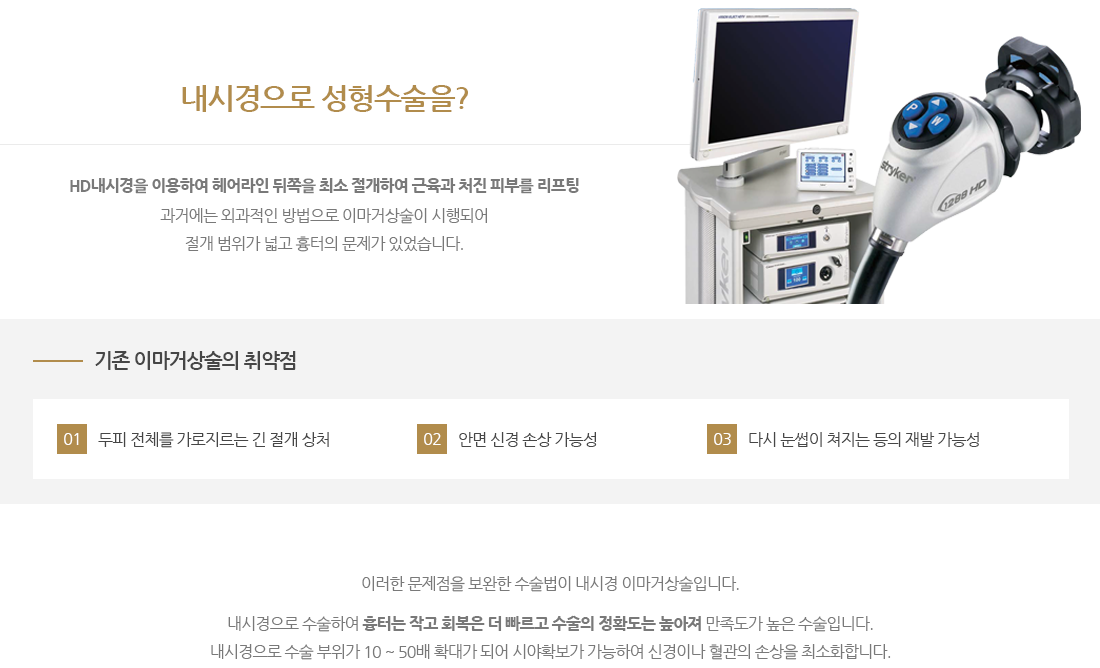 내시경으로 성형수술을?
HD내시경을 이용하여 헤어라인 뒤쪽을 최소 절개하여 근육과 처진 피부를 리프팅
과거에는 외과적인 방법으로 이마거상술이 시행되어
절개 범위가 넓고 흉터의 문제가 있었습니다.
P
W
stryker
1288 HD
기존 이마거상술의 취약점
01 두피 전체를 가로지르는 긴 절개 상처
02 안면 신경 손상 가능성
03 다시 눈썹이 쳐지는 등의 재발 가능성
이러한 문제점을 보완한 수술법이 내시경 이마거상술입니다.
내시경으로 수술하여 흉터는 작고 회복은 더 빠르고 수술의 정확도는 높아져 만족도가 높은 수술입니다.
내시경으로 수술 부위가 10 ~ 50배 확대가 되어 시야확보가 가능하여 신경이나 혈관의 손상을 최소화합니다.